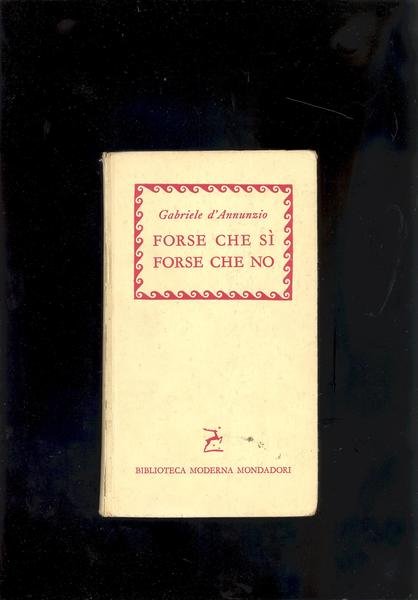 Gabriele d'Annunzio
FORSE CHE SÌ
FORSE CHE NO
BIBLIOTECA MODERNA MONDADORI